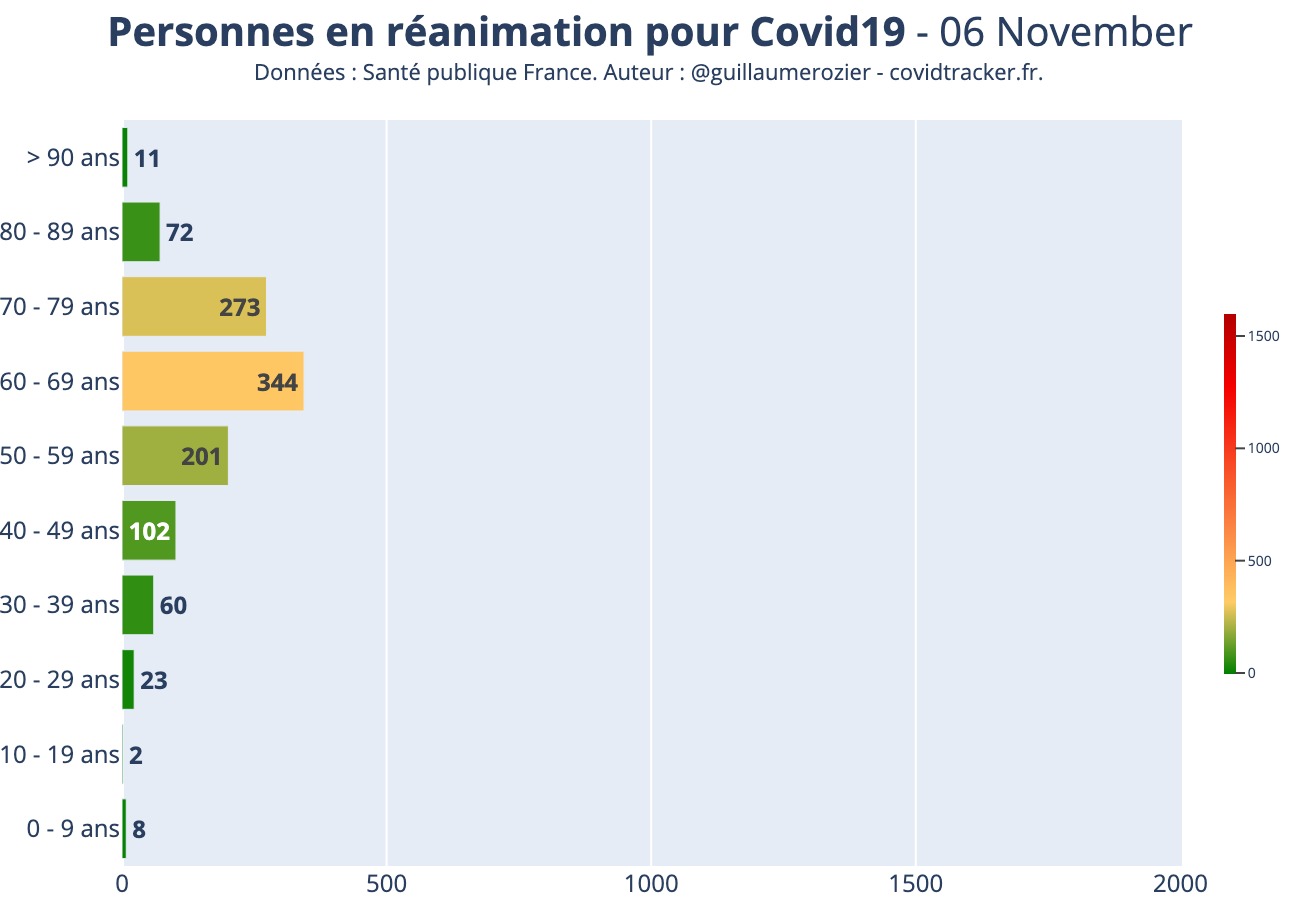 Personnes en réanimation pour Covid19 - 06 November
Données : Santé publique France. Auteur : @guillaumerozier - covidtracker.fr.
> 90 ans 11
80 - 89 ans 72
70 - 79 ans 273
60 - 69 ans 344
50 - 59 ans 201
40 - 49 ans 102
30 - 39 ans 60
20 - 29 ans 23
10 - 19 ans 2
0 - 9 ans 8
0 500 1000 1500 2000
1500
1000
500
0